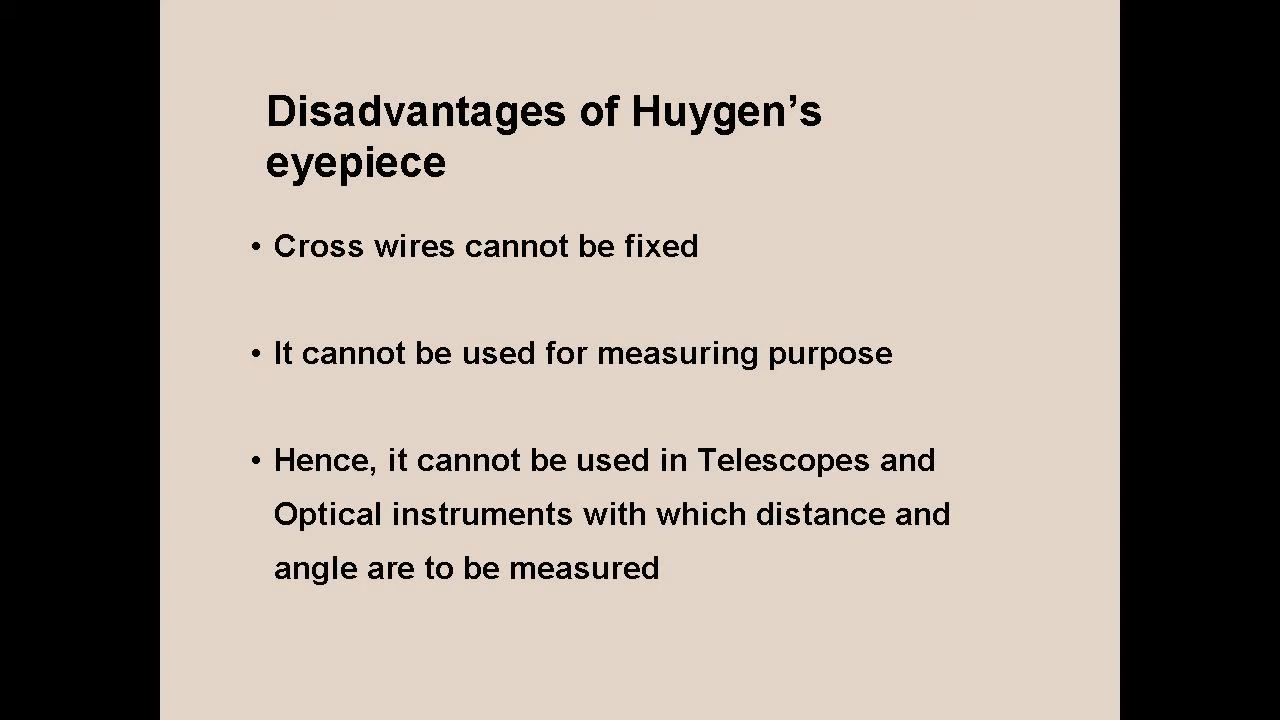 Disadvantages of Huygen’s
eyepiece
• Cross wires cannot be fixed
• It cannot be used for measuring purpose
• Hence, it cannot be used in Telescopes and
Optical instruments with which distance and
angle are to be measured